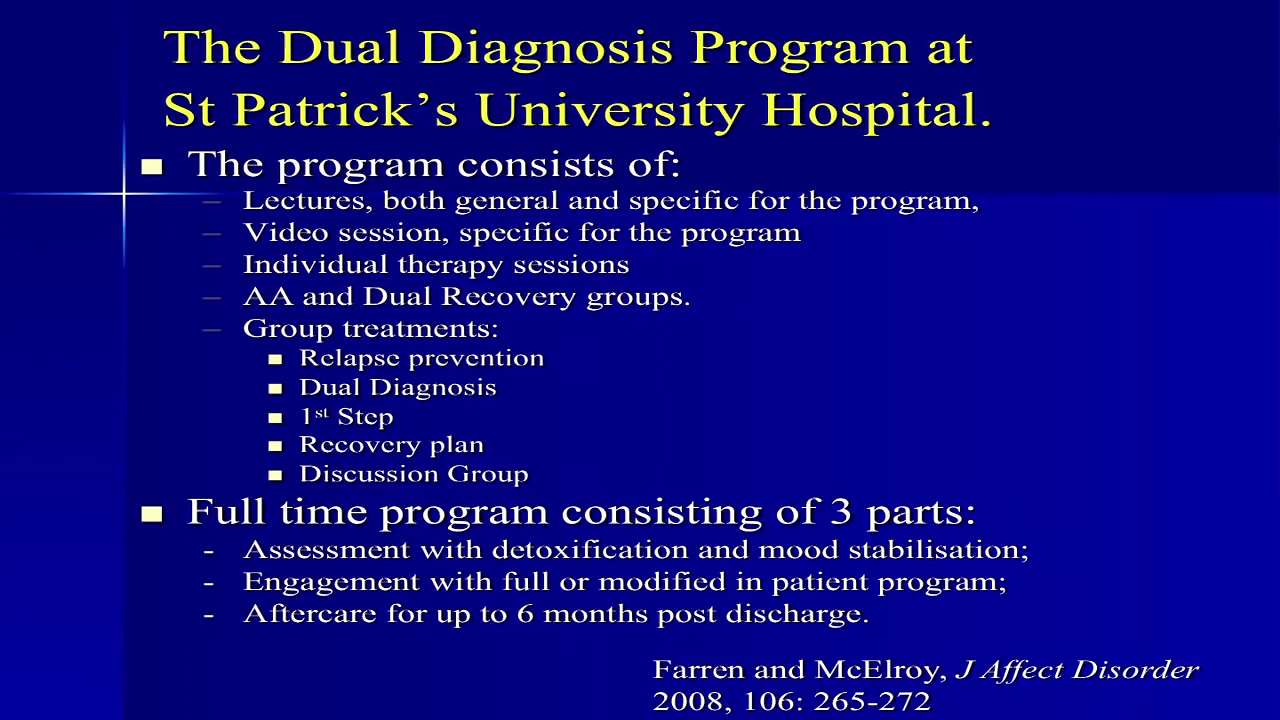 The Dual Diagnosis Program at
St Patrick’s University Hospital.
■ The program consists of:
– Lectures, both general and specific for the program,
– Video session, specific for the program
– Individual therapy sessions
– AA and Dual Recovery groups.
– Group treatments:
■ Relapse prevention
■ Dual Diagnosis
■ 1st Step
■ Recovery plan
■ Discussion Group
■ Full time program consisting of 3 parts:
- Assessment with detoxification and mood stabilisation;
- Engagement with full or modified in patient program;
- Aftercare for up to 6 months post discharge.
Farren and McElroy, J Affect Disorder
2008, 106: 265-272